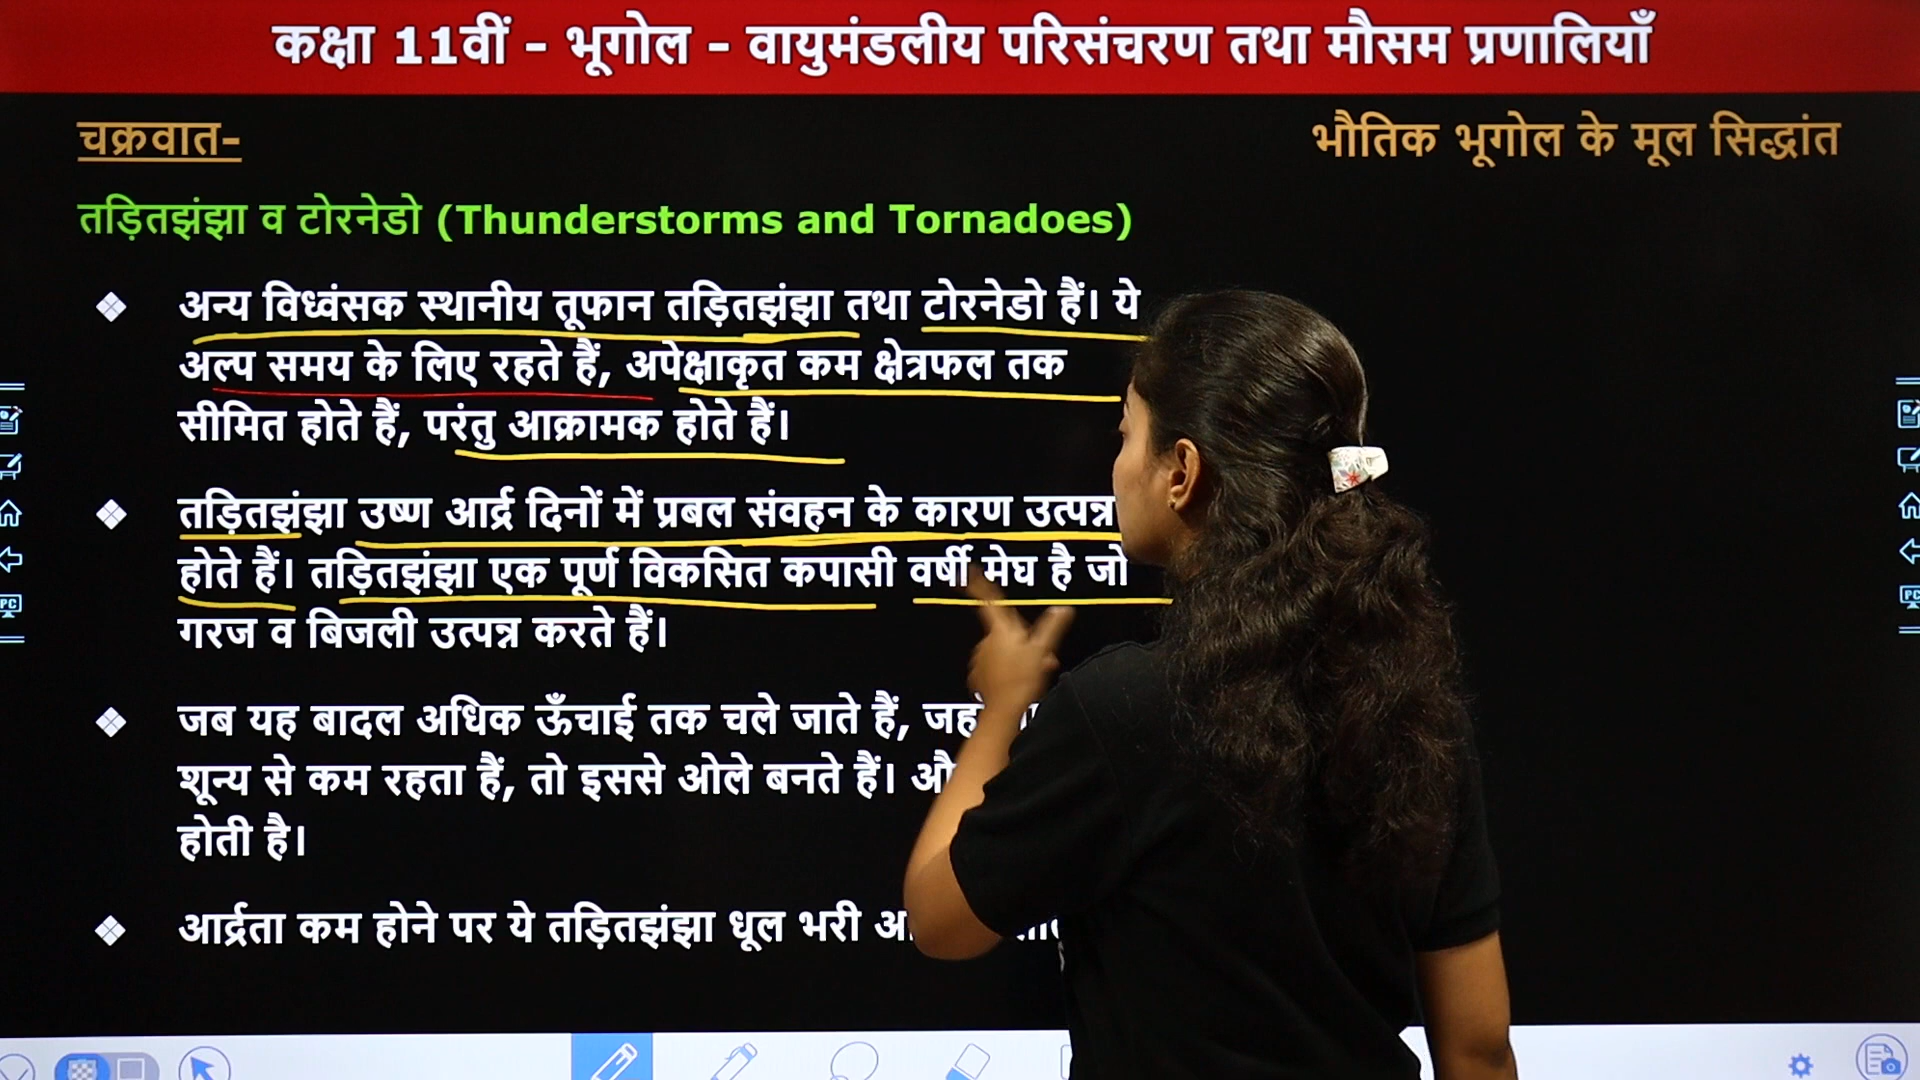 कक्षा 11वीं - भूगोल - वायुमंडलीय परिसंचरण तथा मौसम प्रणालियाँ
चक्रवात-
भौतिक भूगोल के मूल सिद्धांत
तड़ितझंझा व टोरनेडो (Thunderstorms and Tornadoes)
अन्य विध्वंसक स्थानीय तूफान तड़ितझंझा तथा टोरनेडो हैं। ये
अल्प समय के लिए रहते हैं, अपेक्षाकृत कम क्षेत्रफल तक
सीमित होते हैं, परंतु आक्रामक होते हैं।
तड़ितझंझा उष्ण आर्द्र दिनों में प्रबल संवहन के कारण उत्पन्न
होते हैं। तड़ितझंझा एक पूर्ण विकसित कपासी वर्षी मेघ है जो
गरज व बिजली उत्पन्न करते हैं।
जब यह बादल अधिक ऊँचाई तक चले जाते हैं,
शून्य से कम रहता हैं, तो इससे ओले बनते हैं।
होती है।
आर्द्रता कम होने पर ये तड़ितझंझा धूल भरी
PC
PC